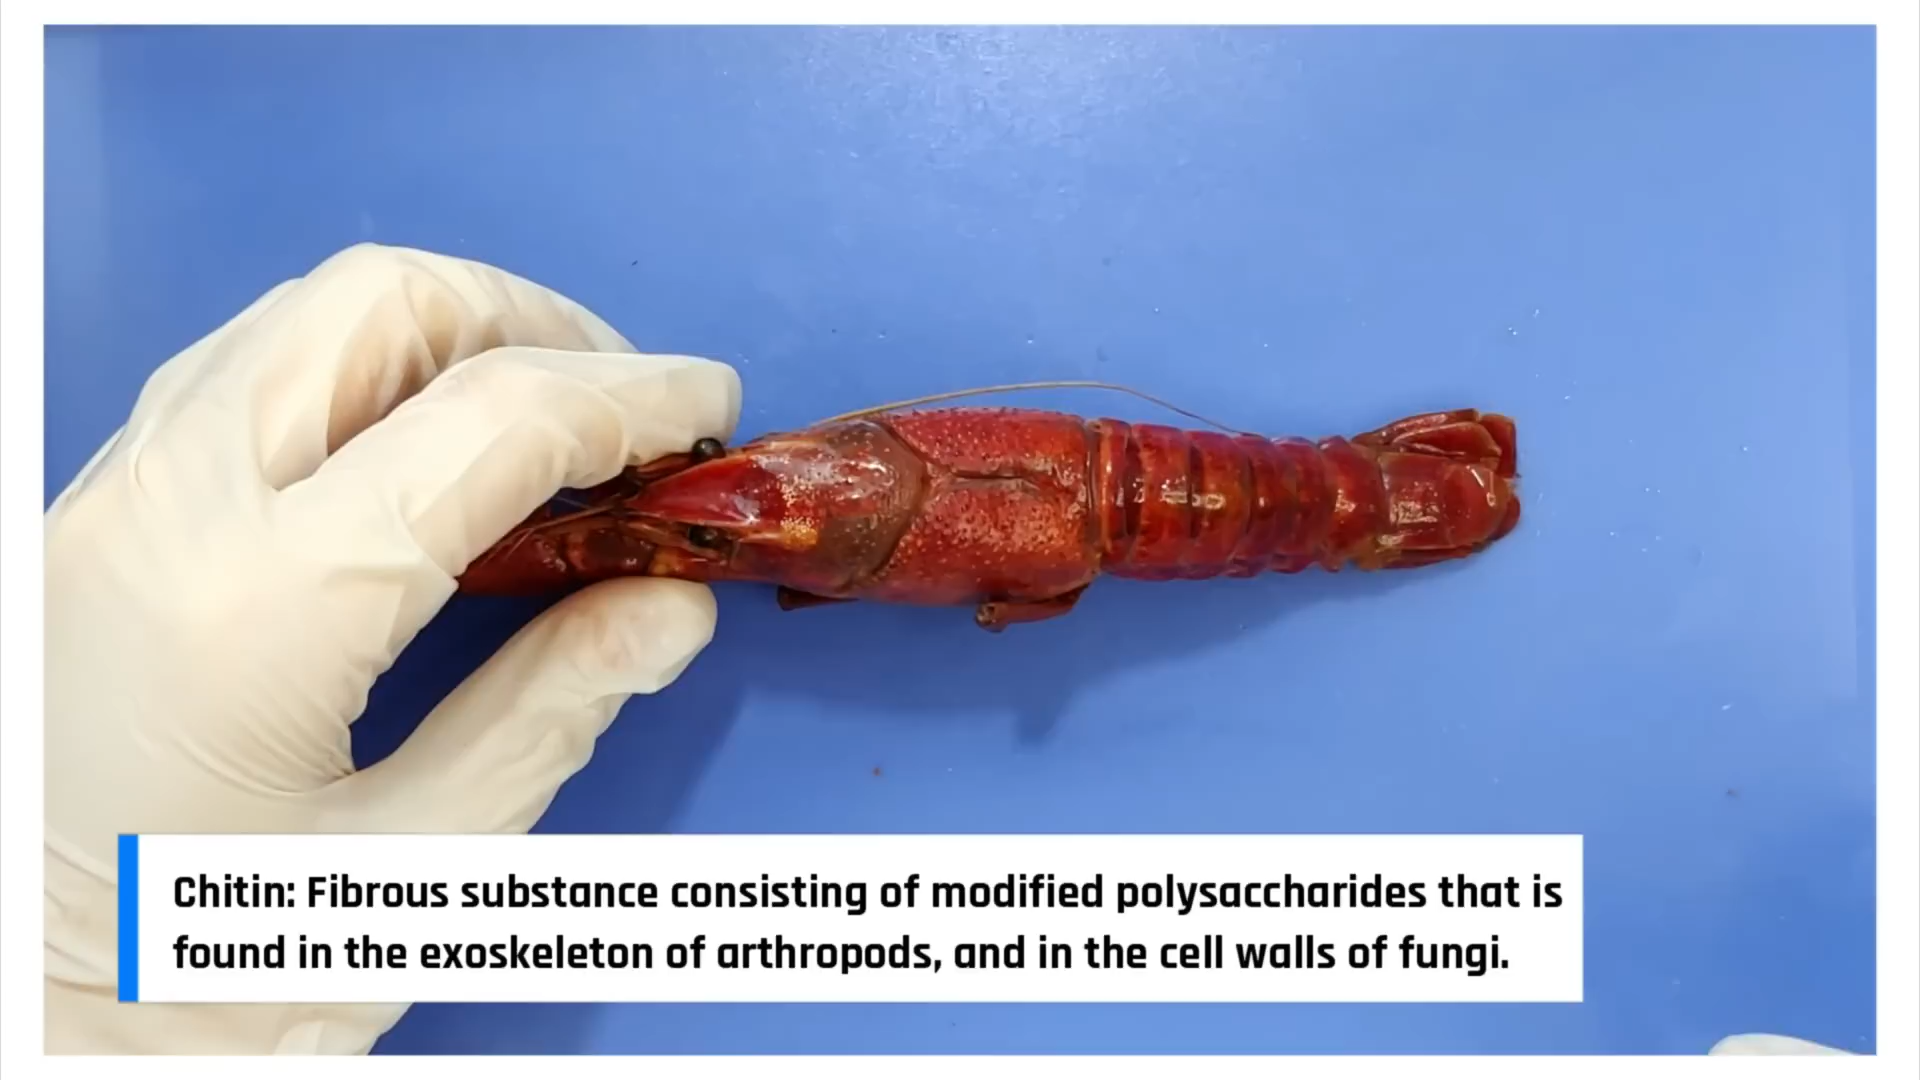 Chitin: Fibrous substance consisting of modified polysaccharides that is
found in the exoskeleton of arthropods, and in the cell walls of fungi.